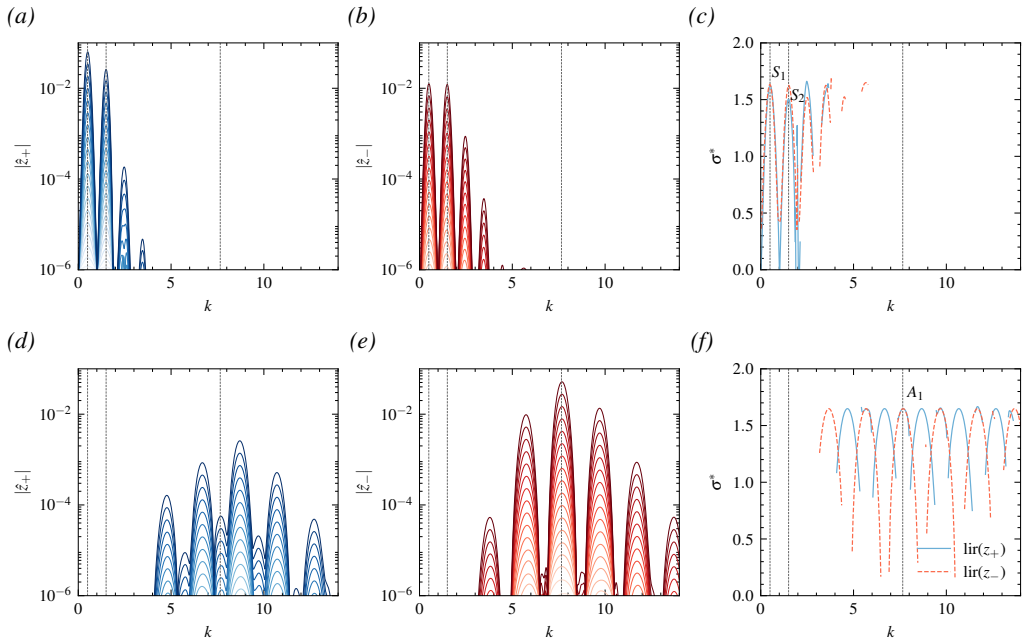 (a) (b) (c)
10⁻² 10⁻² 2.0
S₁
1.5 S₂
|ẑ₊| 10⁻⁴ |ẑ₋| 10⁻⁴ σ* 1.0
0.5
10⁻⁶ 10⁻⁶ 0.0
0 5 10 0 5 10 0 5 10
k k k
(d) (e) (f)
10⁻² 10⁻² 2.0
A₁
1.5
|ẑ₊| 10⁻⁴ |ẑ₋| 10⁻⁴ σ* 1.0
0.5 lir(z₊)
lir(z₋)
10⁻⁶ 10⁻⁶ 0.0
0 5 10 0 5 10 0 5 10
k k k